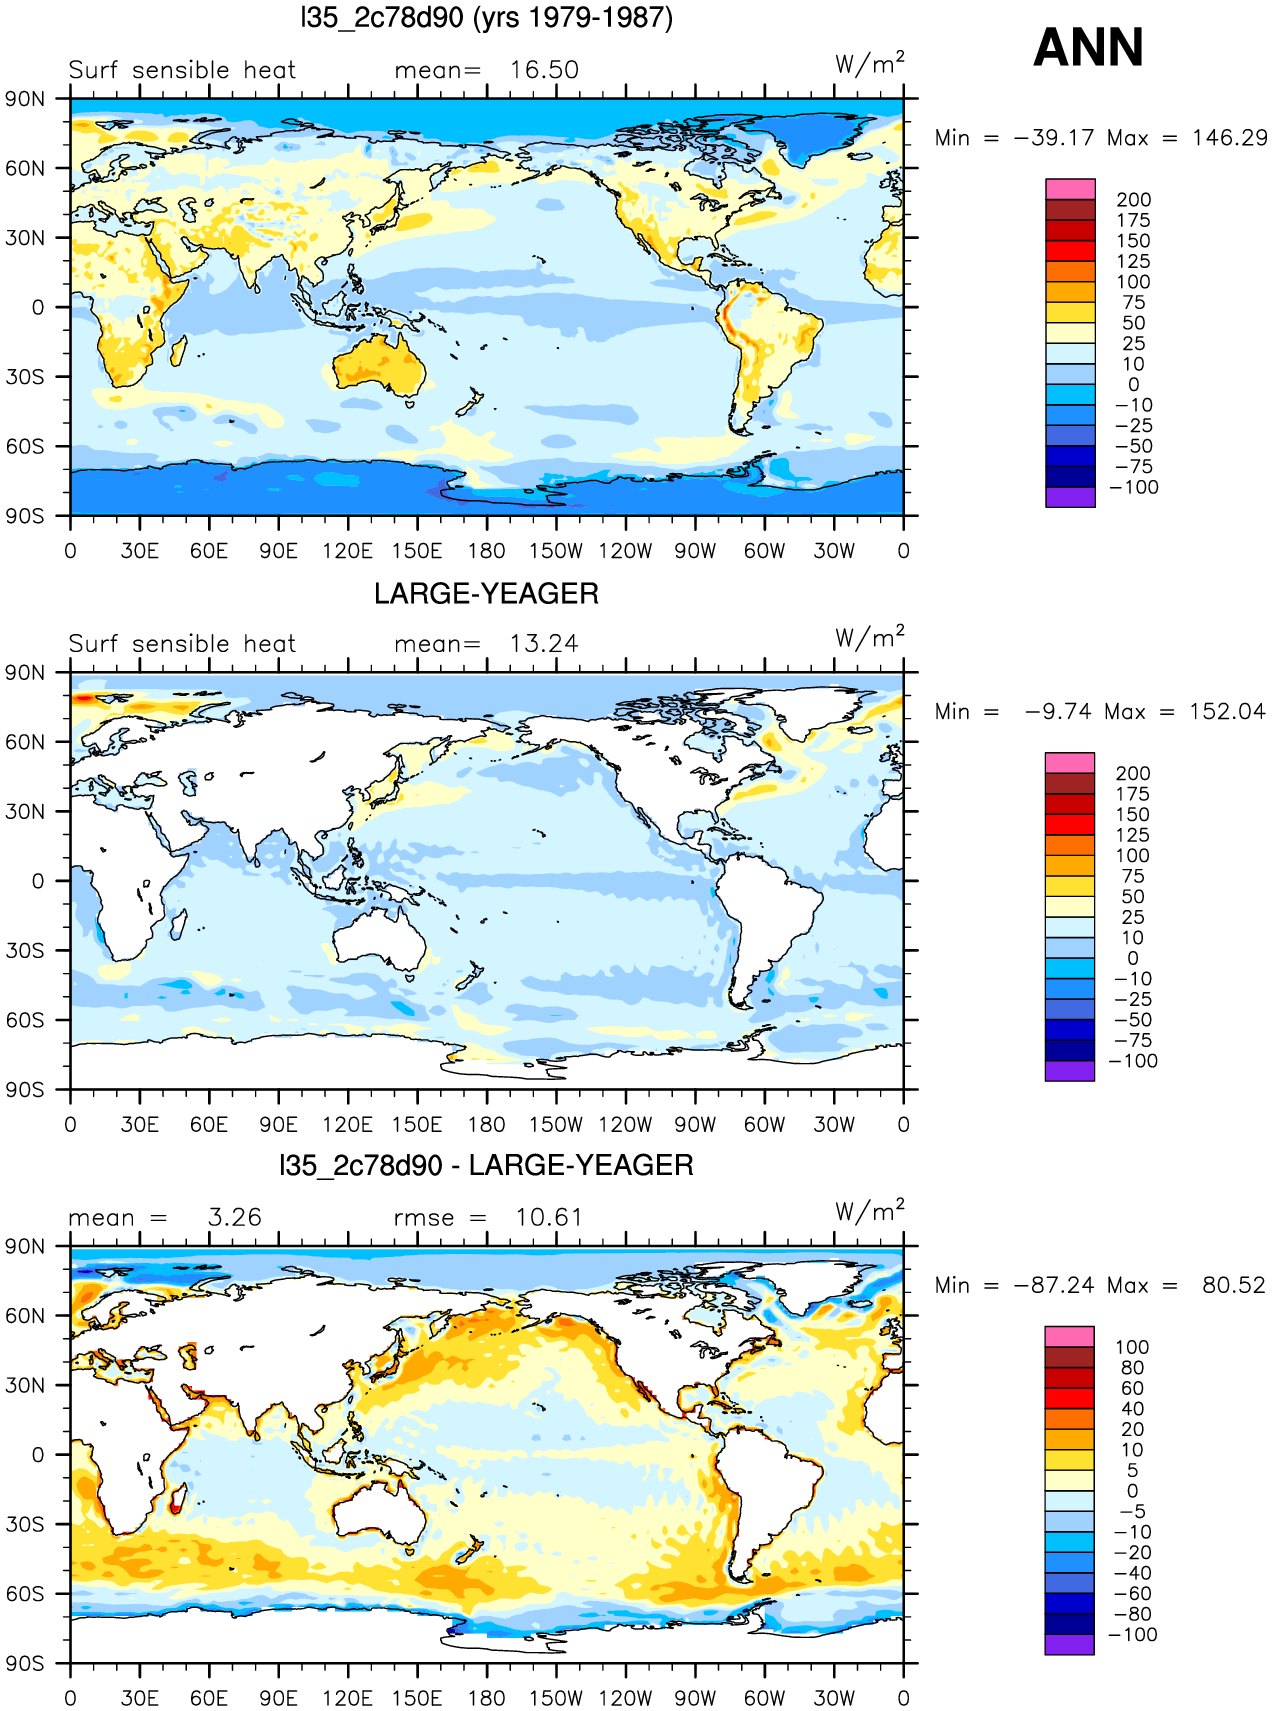 l35_2c78d90 (yrs 1979-1987)
ANN
Surf sensible heat mean= 16.50 W/m²
Min = −39.17 Max = 146.29
90N
60N
30N
0
30S
60S
90S
0 30E 60E 90E 120E 150E 180 150W 120W 90W 60W 30W 0
200
175
150
125
100
75
50
25
10
0
−10
−25
−50
−75
−100
LARGE-YEAGER
Surf sensible heat mean= 13.24 W/m²
Min = −9.74 Max = 152.04
90N
60N
30N
0
30S
60S
90S
0 30E 60E 90E 120E 150E 180 150W 120W 90W 60W 30W 0
200
175
150
125
100
75
50
25
10
0
−10
−25
−50
−75
−100
l35_2c78d90 - LARGE-YEAGER
mean = 3.26 rmse = 10.61 W/m²
Min = −87.24 Max = 80.52
90N
60N
30N
0
30S
60S
90S
0 30E 60E 90E 120E 150E 180 150W 120W 90W 60W 30W 0
100
80
60
40
20
10
5
0
−5
−10
−20
−40
−60
−80
−100